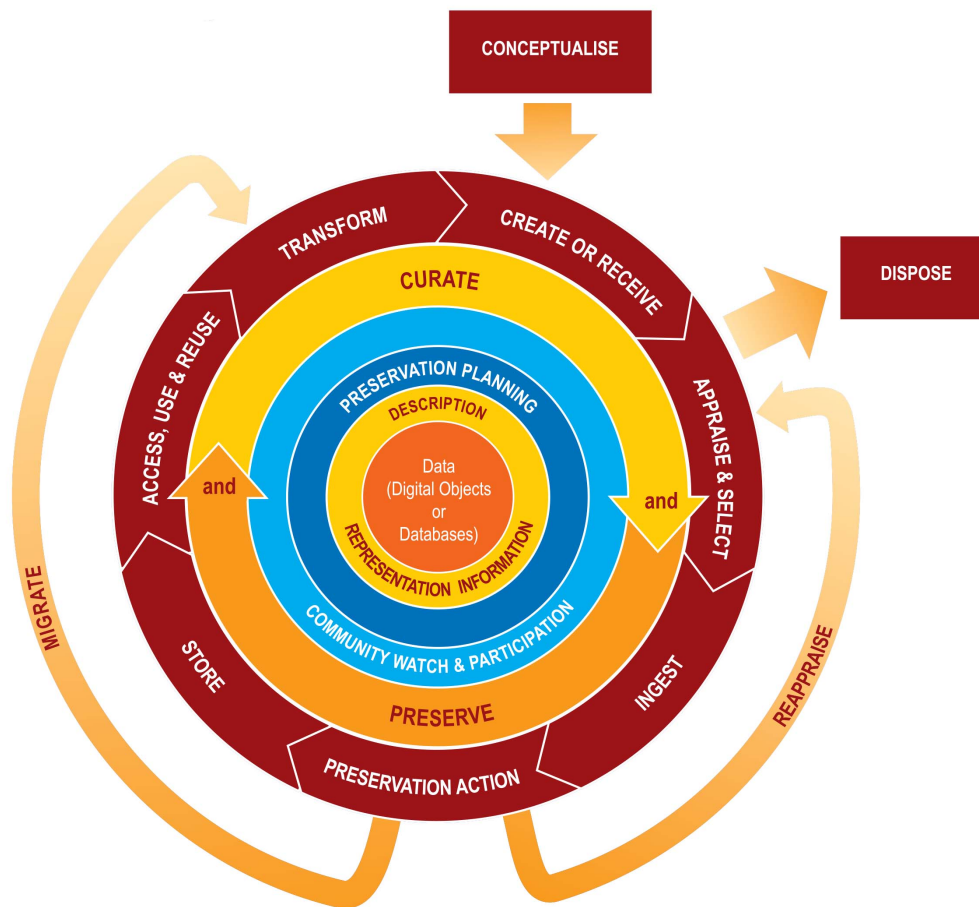 CONCEPTUALISE
CREATE OR RECEIVE
APPRAISE & SELECT
DISPOSE
INGEST
REAPPRAISE
PRESERVATION ACTION
MIGRATE
STORE
ACCESS, USE & REUSE
TRANSFORM
CURATE
and
PRESERVE
and
COMMUNITY WATCH & PARTICIPATION
PRESERVATION PLANNING
DESCRIPTION
REPRESENTATION INFORMATION
Data
(Digital Objects
or
Databases)